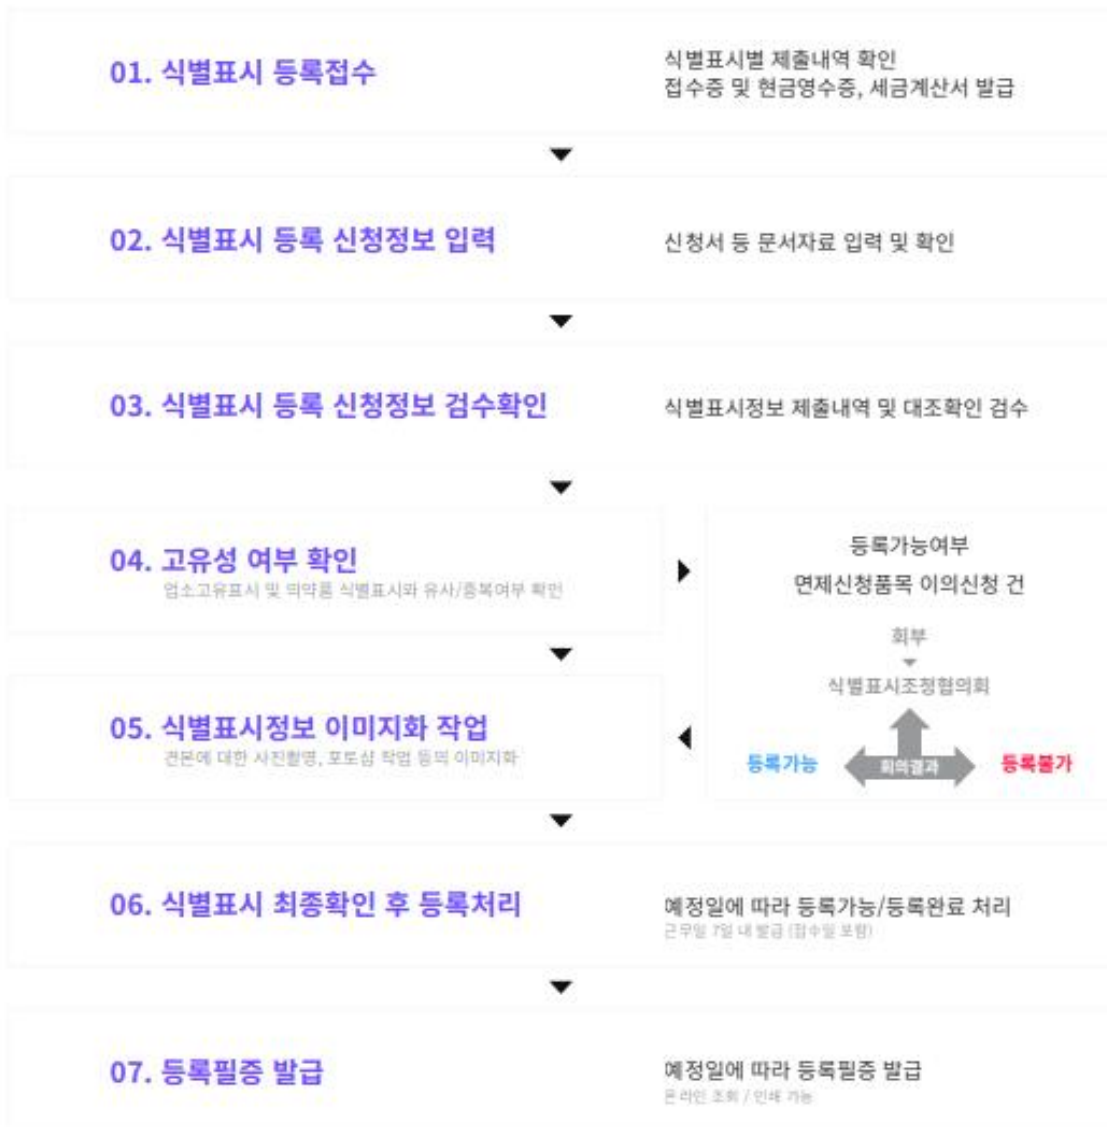 01. 식별표시 등록접수
식별표시별 제출내역 확인
접수증 및 현금영수증, 세금계산서 발급
02. 식별표시 등록 신청정보 입력
신청서 등 문서자료 입력 및 확인
03. 식별표시 등록 신청정보 검수확인
식별표시정보 제출내역 및 대조확인 검수
04. 고유성 여부 확인
업소고유표시 및 의약품 식별표시와 유사/중복여부 확인
등록가능여부
면제신청품목 이의신청 건
회부
식별표시조정협의회
등록가능
회의결과
등록불가
05. 식별표시정보 이미지화 작업
견본에 대한 사진촬영, 포토샵 작업 등의 이미지화
06. 식별표시 최종확인 후 등록처리
예정일에 따라 등록가능/등록완료 처리
근무일 7일 내 발급 (접수일 포함)
07. 등록필증 발급
예정일에 따라 등록필증 발급
온라인 조회 / 인쇄 가능